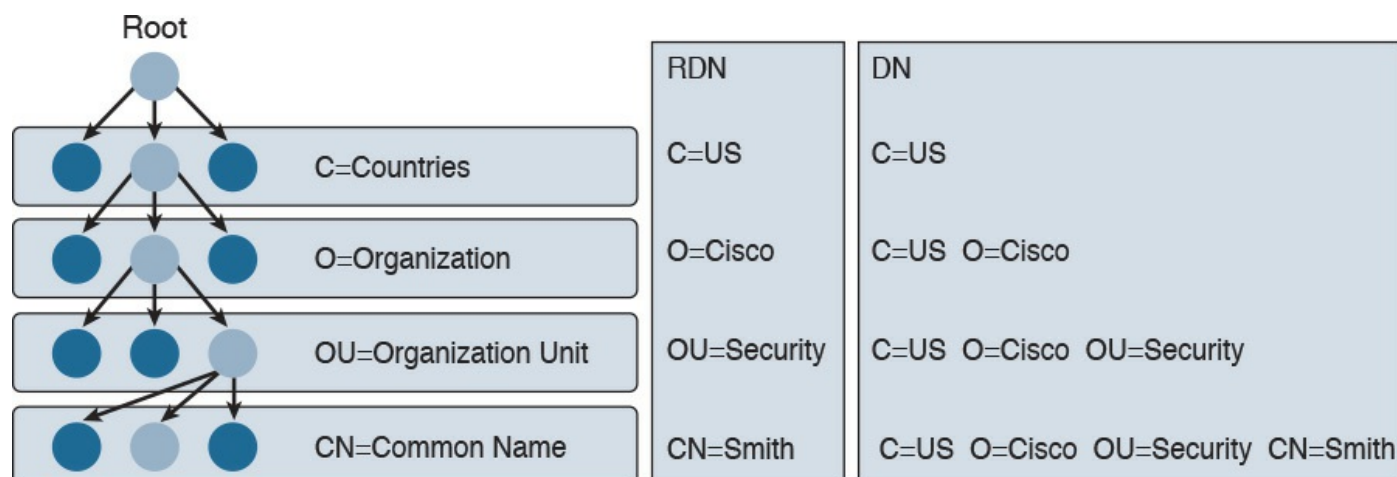 Root
RDN
DN
C=Countries
C=US
C=US O=Cisco
O=Organization
O=Cisco
C=US
OU=Organization Unit
OU=Security
C=US O=Cisco OU=Security
CN=Common Name
CN=Smith
C=US O=Cisco OU=Security CN=Smith